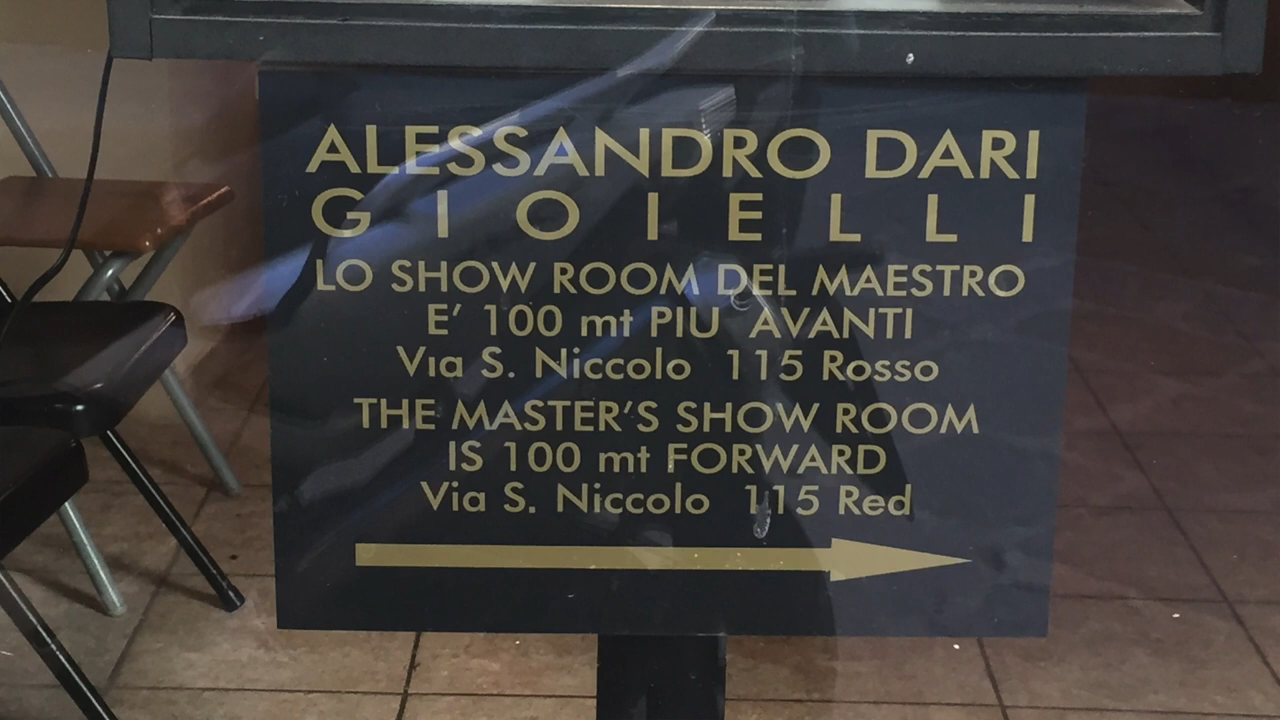 ALESSANDRO DARI
GIOIELLI
LO SHOW ROOM DEL MAESTRO
E' 100 mt PIU AVANTI
Via S. Niccolo 115 Rosso
THE MASTER'S SHOW ROOM
IS 100 mt FORWARD
Via S. Niccolo 115 Red